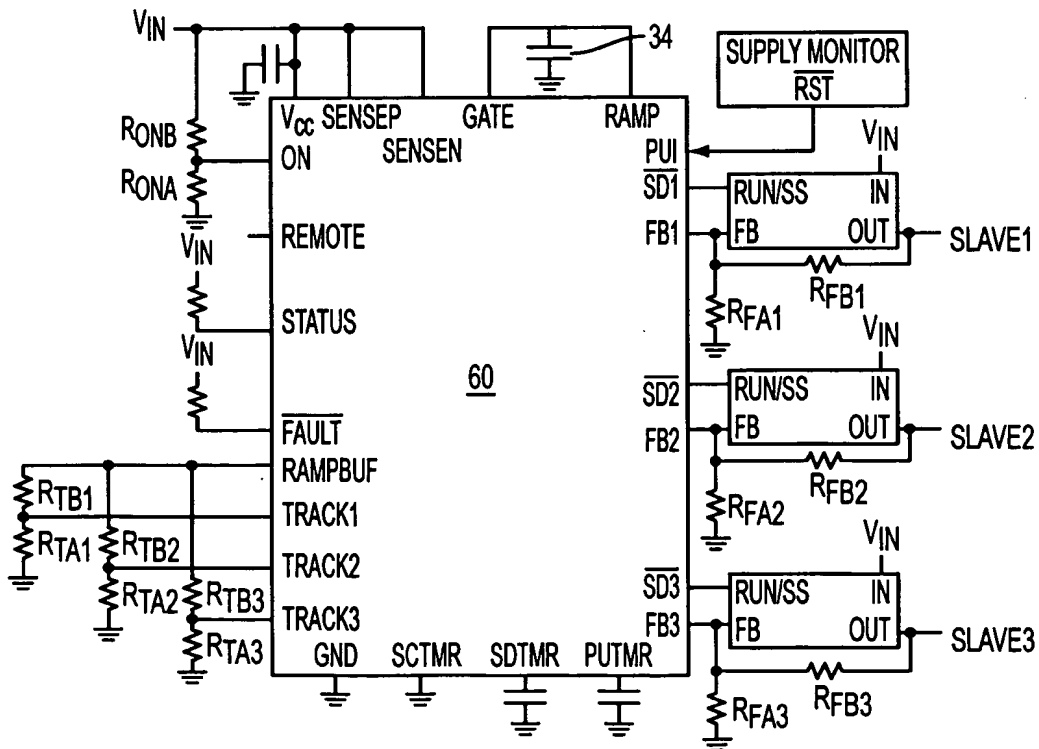 VIN
34
SUPPLY MONITOR
RST
VCC SENSEP GATE RAMP
SENSEN
RONB
ON
RONA
PUI
VIN
SD1
RUN/SS IN
REMOTE
FB1
FB OUT
SLAVE1
VIN
RFB1
RFA1
STATUS
VIN
VIN
60
SD2
RUN/SS IN
FAULT
FB2
FB OUT
SLAVE2
RAMPBUF
RFB2
RTB1
RFA2
TRACK1
RTA1
RTB2
VIN
TRACK2
SD3
RUN/SS IN
RTA2
RTB3
TRACK3
FB3
FB OUT
SLAVE3
RTA3
GND SCTMR SDTMR PUTMR
RFB3
RFA3